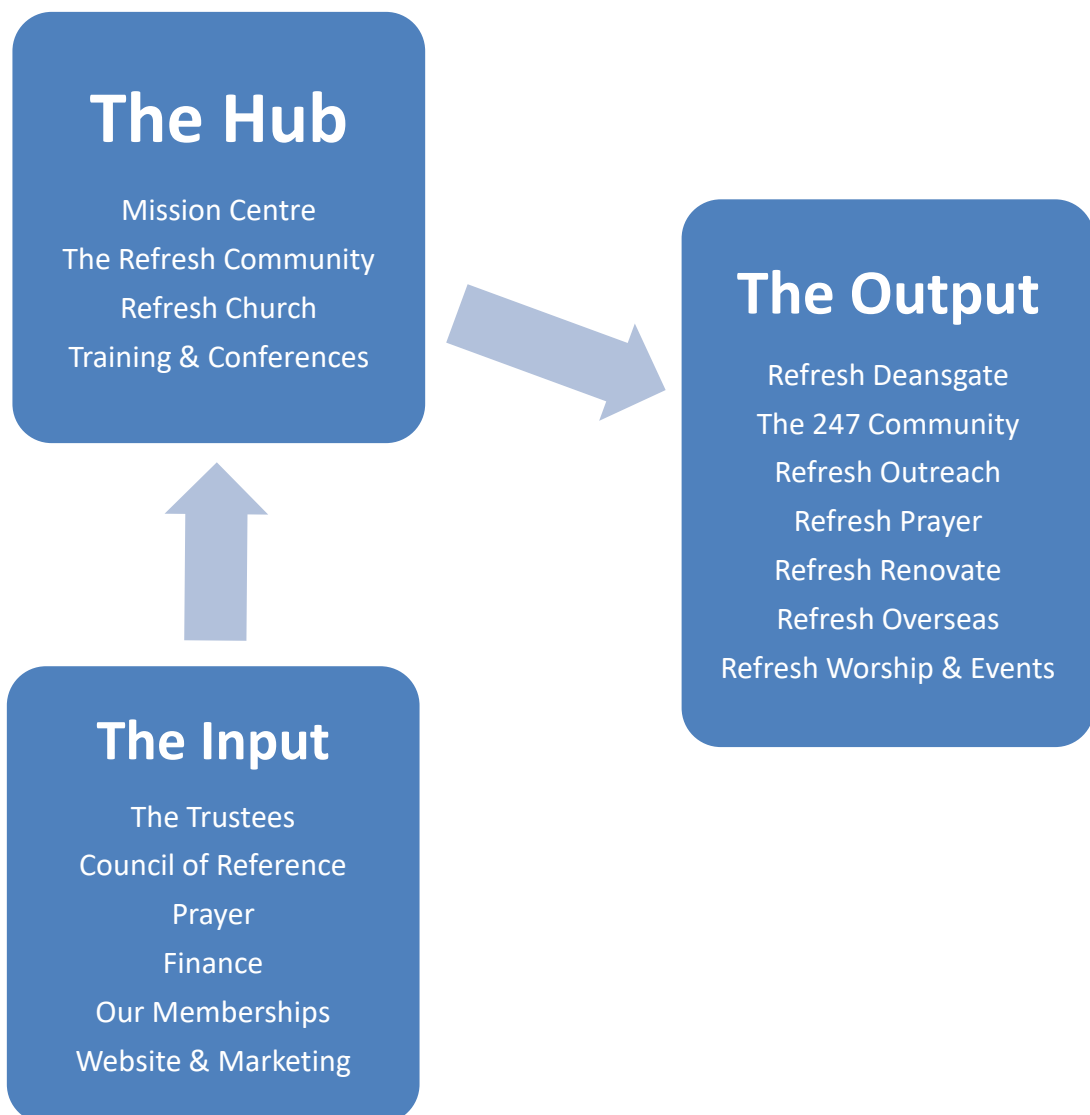 The Hub
Mission Centre
The Refresh Community
Refresh Church
Training & Conferences
The Output
Refresh Deansgate
The 247 Community
Refresh Outreach
Refresh Prayer
Refresh Renovate
Refresh Overseas
Refresh Worship & Events
The Input
The Trustees
Council of Reference
Prayer
Finance
Our Memberships
Website & Marketing